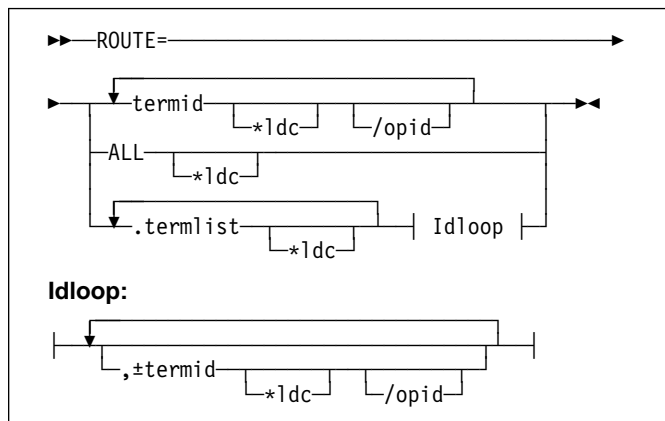 ROUTE=
termid *ldc /opid
ALL *ldc
.termlist *ldc Idloop
Idloop:
,±termid *ldc /opid